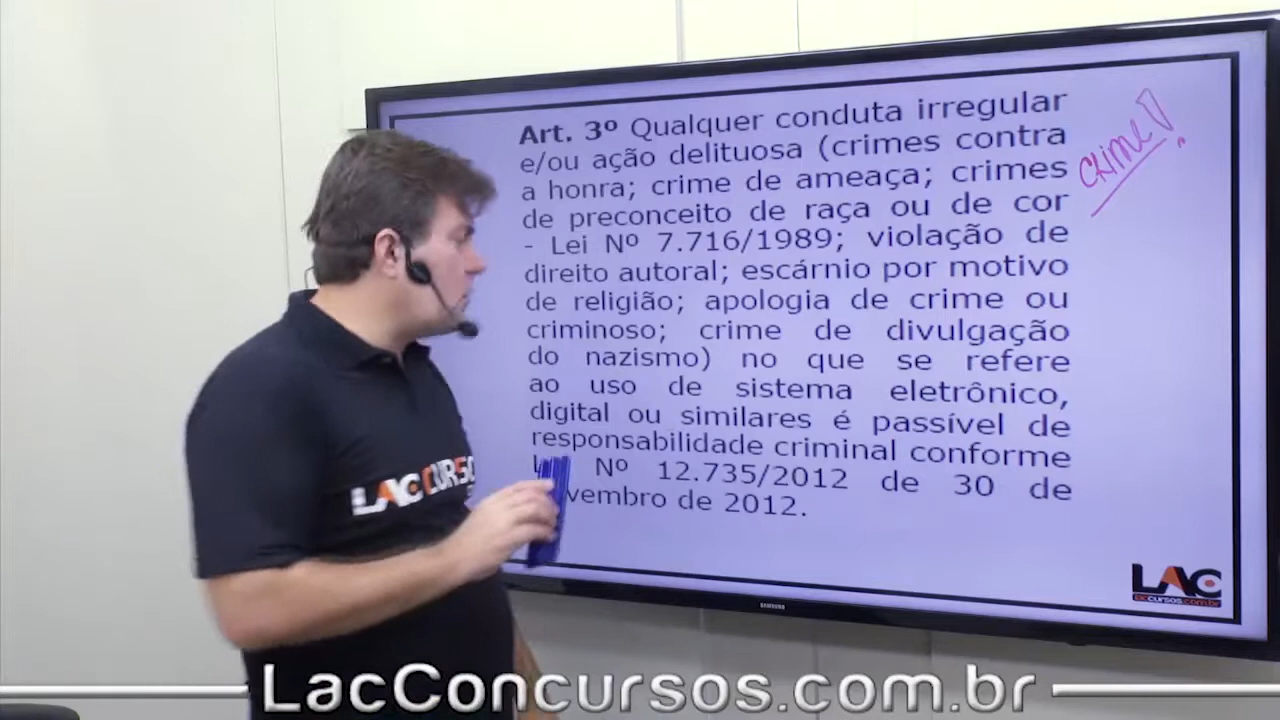 Art. 3º Qualquer conduta irregular
e/ou ação delituosa (crimes contra
a honra; crime de ameaça; crimes
de preconceito de raça ou de cor
- Lei Nº 7.716/1989; violação de
direito autoral; escárnio por motivo
de religião; apologia de crime ou
criminoso; crime de divulgação
do nazismo) no que se refere
ao uso de sistema eletrônico,
digital ou similares é passível de
responsabilidade criminal conforme
Nº 12.735/2012 de 30 de
vembro de 2012.
CRIME
LAC CURSO
LAC
laccursos.com.br
SAMSUNG
LacConcursos.com.br